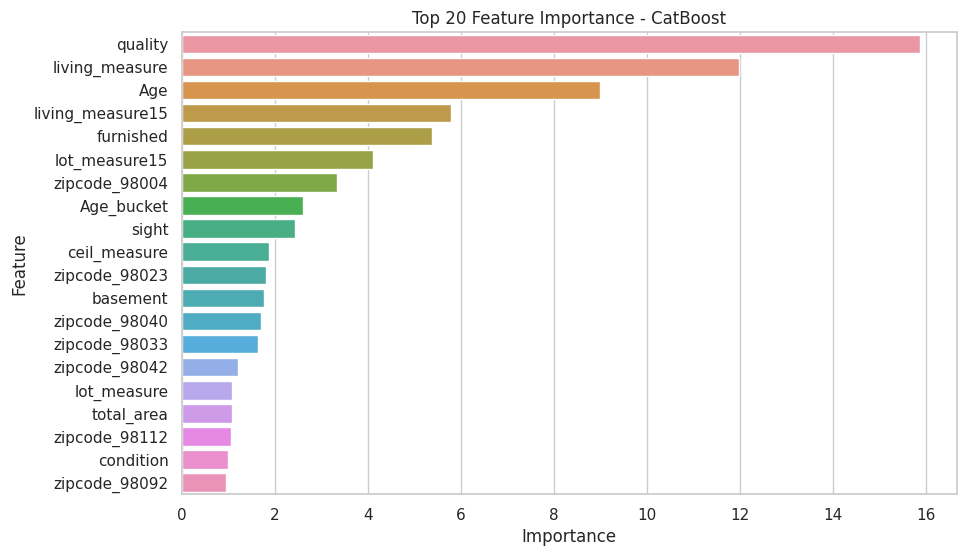 Top 20 Feature Importance - CatBoost
Feature
quality
living_measure
Age
living_measure15
furnished
lot_measure15
zipcode_98004
Age_bucket
sight
ceil_measure
zipcode_98023
basement
zipcode_98040
zipcode_98033
zipcode_98042
lot_measure
total_area
zipcode_98112
condition
zipcode_98092
0 2 4 6 8 10 12 14 16
Importance